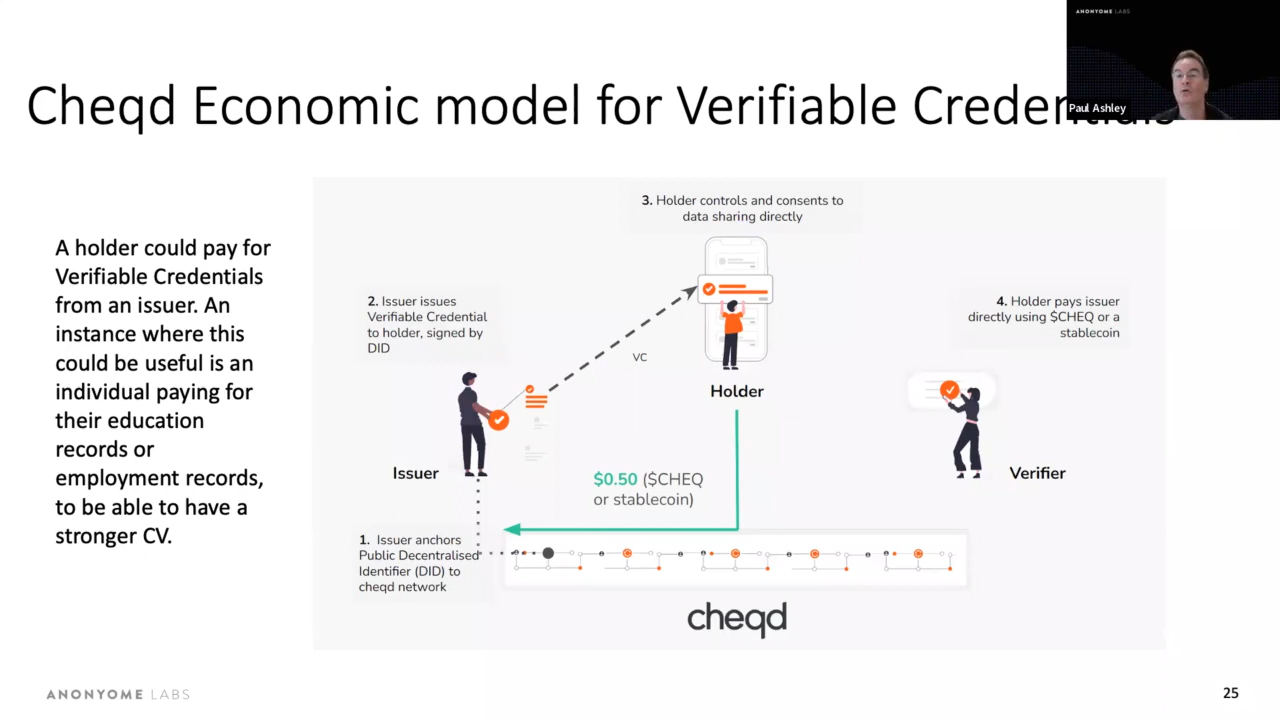 ANONYOME LABS
Paul Ashley
Cheqd Economic model for Verifiable Credentials
A holder could pay for
Verifiable Credentials
from an issuer. An
instance where this
could be useful is an
individual paying for
their education
records or
employment records,
to be able to have a
stronger CV.
3. Holder controls and consents to
data sharing directly
2. Issuer issues
Verifiable Credential
to holder, signed by
DID
4. Holder pays issuer
directly using $CHEQ or a
stablecoin
VC
Holder
Issuer
Verifier
$0.50 ($CHEQ
or stablecoin)
1. Issuer anchors
Public Decentralised
Identifier (DID) to
cheqd network
cheqd
ANONYOME LABS
25